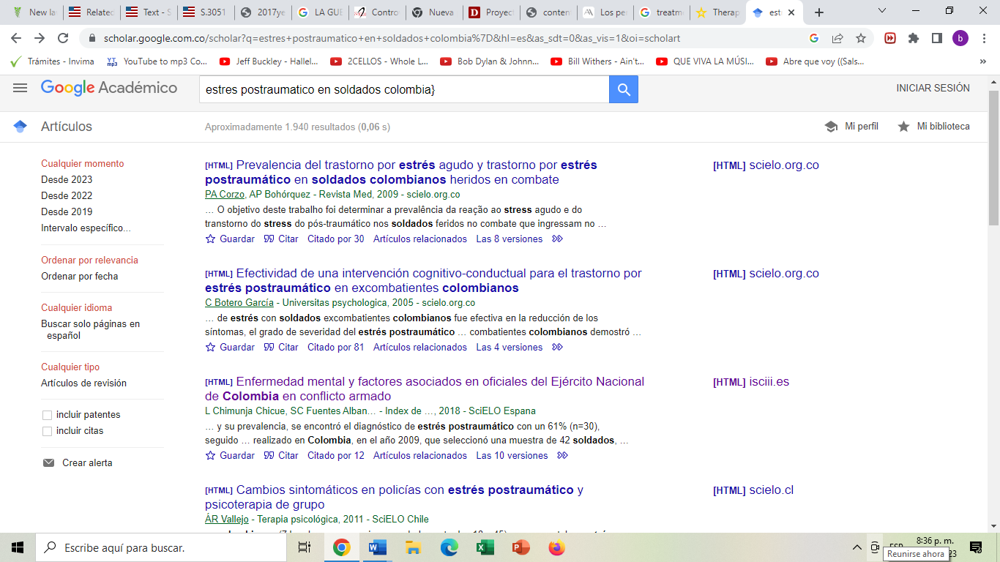 New la
Related
Text - S
S.3051
2017ye
LA GUE
Contro
Nueva
Proyect
conten
Los pe
treatm
Therap
est
scholar.google.com.co/scholar?q=estres+postraumatico+en+soldados+colombia%7D&hl=es&as_sdt=0&as_vis=1&oi=scholart
b
Trámites - Invima
YouTube to mp3 Co...
Jeff Buckley - Hallel...
2CELLOS - Whole L...
Bob Dylan & Johnn...
Bill Withers - Ain't...
QUE VIVA LA MÚSI...
Abre que voy ((Sals...
»
Google Académico
estres postraumatico en soldados colombia}
INICIAR SESIÓN
Artículos
Aproximadamente 1.940 resultados (0,06 s)
Mi perfil
Mi biblioteca
Cualquier momento
Desde 2023
Desde 2022
Desde 2019
Intervalo específico...
Ordenar por relevancia
Ordenar por fecha
Cualquier idioma
Buscar solo páginas en
español
Cualquier tipo
Artículos de revisión
incluir patentes
incluir citas
Crear alerta
[HTML] Prevalencia del trastorno por estrés agudo y trastorno por estrés
postraumático en soldados colombianos heridos en combate
PA Corzo, AP Bohórquez - Revista Med, 2009 - scielo.org.co
... O objetivo deste trabalho foi determinar a prevalência da reação ao stress agudo e do
transtorno do stress do pós-traumático nos soldados feridos no combate que ingressam no ...
Guardar Citar Citado por 30 Artículos relacionados Las 8 versiones
[HTML] scielo.org.co
[HTML] Efectividad de una intervención cognitivo-conductual para el trastorno por
estrés postraumático en excombatientes colombianos
C Botero García - Universitas psychologica, 2005 - scielo.org.co
... de estrés con soldados excombatientes colombianos fue efectiva en la reducción de los
síntomas, el grado de severidad del estrés postraumático ... combatientes colombianos demostró ...
Guardar Citar Citado por 81 Artículos relacionados Las 4 versiones
[HTML] scielo.org.co
[HTML] Enfermedad mental y factores asociados en oficiales del Ejército Nacional
de Colombia en conflicto armado
L Chimunja Chicue, SC Fuentes Alban... - Index de ..., 2018 - SciELO Espana
... y su prevalencia, se encontró el diagnóstico de estrés postraumático con un 61% (n=30),
seguido ... realizado en Colombia, en el año 2009, que seleccionó una muestra de 42 soldados, ...
Guardar Citar Citado por 12 Artículos relacionados Las 10 versiones
[HTML] isciii.es
[HTML] Cambios sintomáticos en policías con estrés postraumático y
psicoterapia de grupo
ÁR Vallejo - Terapia psicológica, 2011 - SciELO Chile
[HTML] scielo.cl
Escribe aquí para buscar.
8:36 p. m.
Reunirse ahora